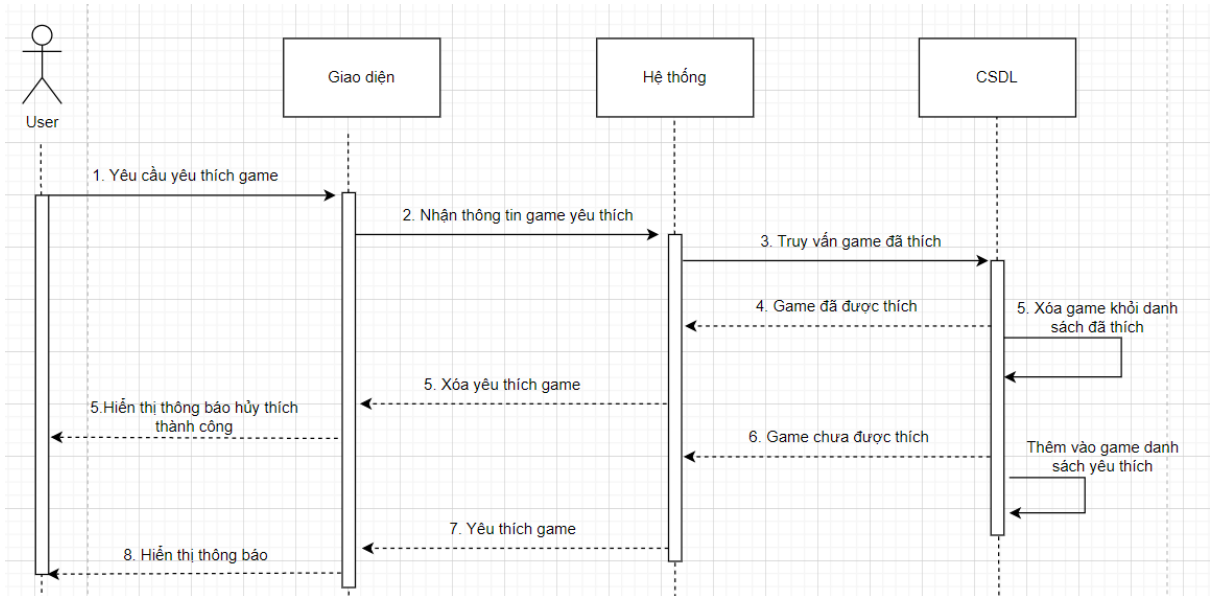 User
Giao diện
Hệ thống
CSDL
1. Yêu cầu yêu thích game
2. Nhận thông tin game yêu thích
3. Truy vấn game đã thích
4. Game đã được thích
5. Xóa game khỏi danh
sách đã thích
5. Xóa yêu thích game
5.Hiển thị thông báo hủy thích
thành công
6. Game chưa được thích
Thêm vào game danh
sách yêu thích
7. Yêu thích game
8. Hiển thị thông báo